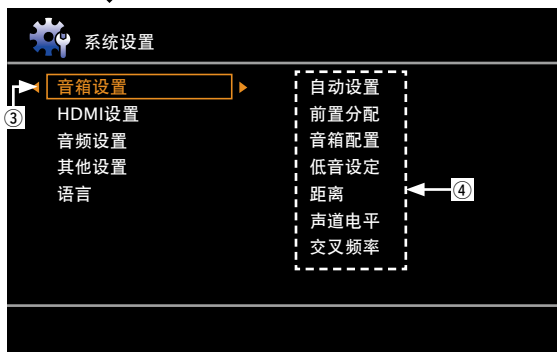 系统设置
音箱设置
HDMI设置
音频设置
其他设置
语言
自动设置
前置分配
音箱配置
低音设定
距离
声道电平
交叉频率
③
④